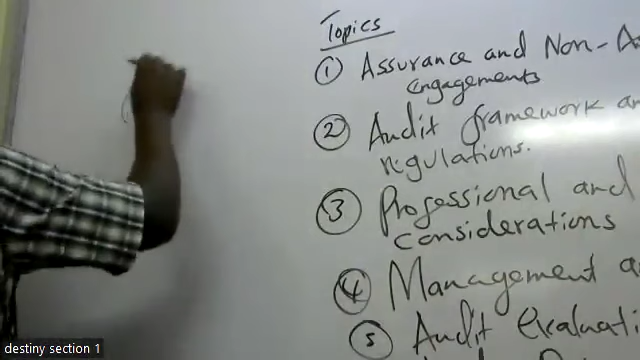 Topics
① Assurance and Non-
engagements
② Audit framework an
regulations.
③ Professional and
considerations
④ Management a
⑤ Audit Evaluati
destiny section 1